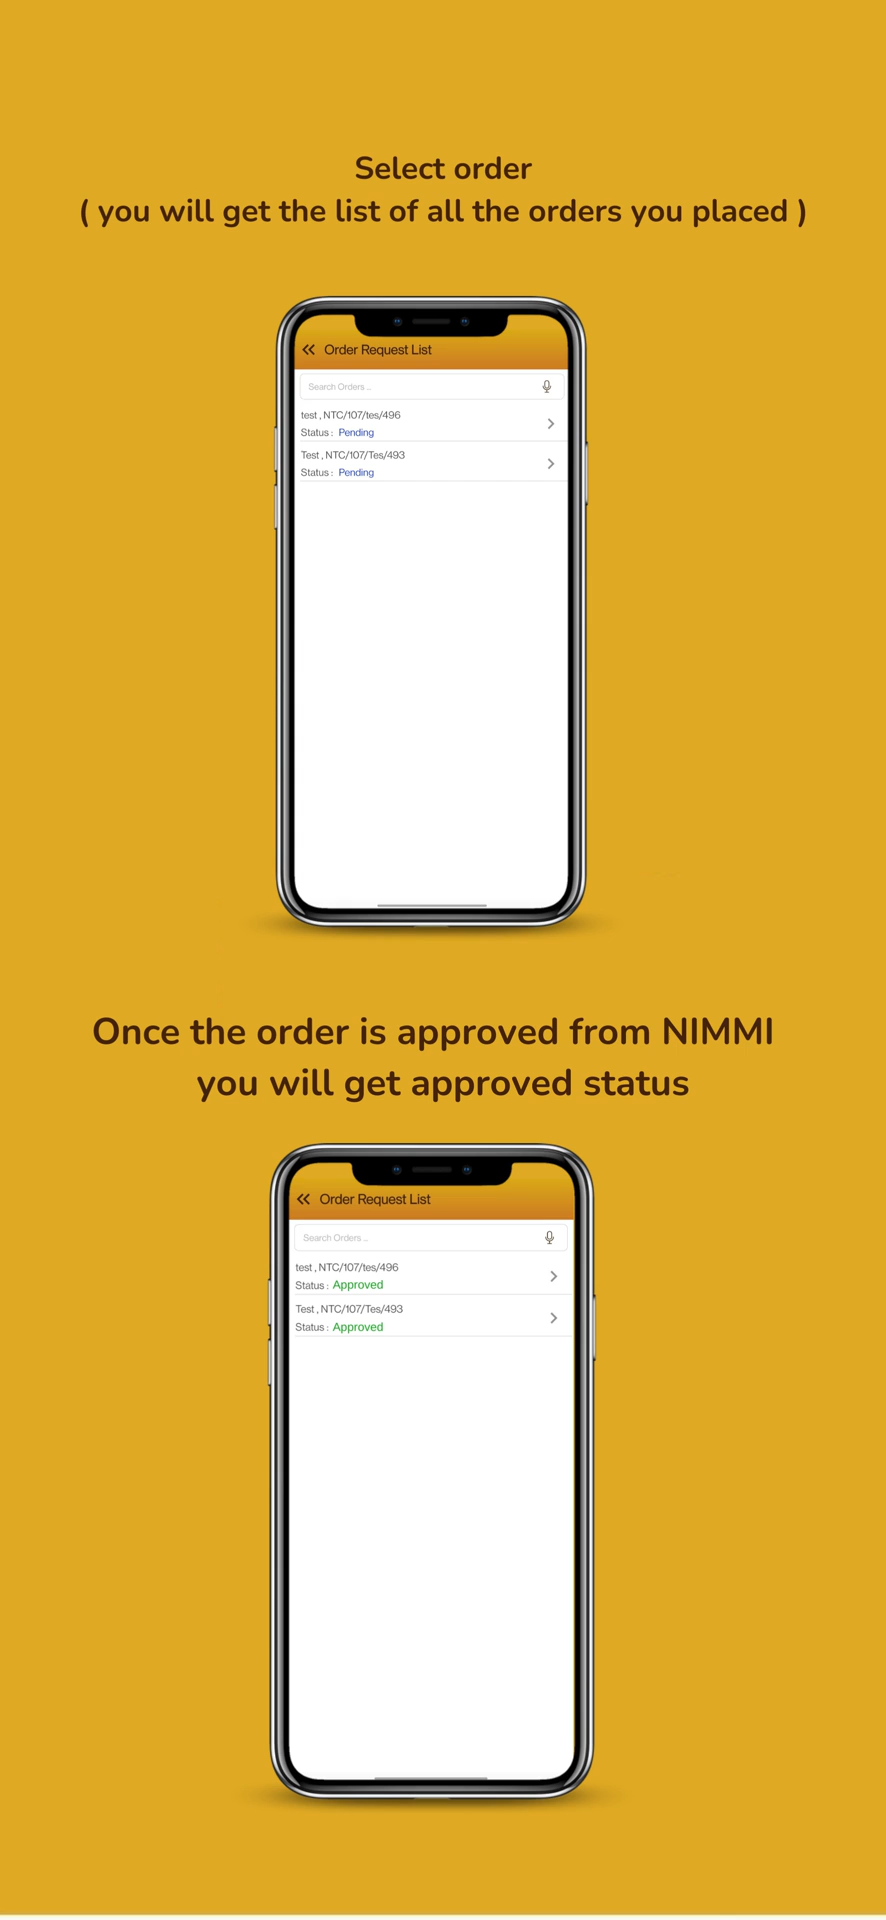 Select order
( you will get the list of all the orders you placed )
Order Request List
Search Orders ...
test , NTC/107/tes/496
Status : Pending
Test , NTC/107/Tes/493
Status : Pending
Once the order is approved from NIMMI
you will get approved status
Order Request List
Search Orders ...
test , NTC/107/tes/496
Status : Approved
Test , NTC/107/Tes/493
Status : Approved